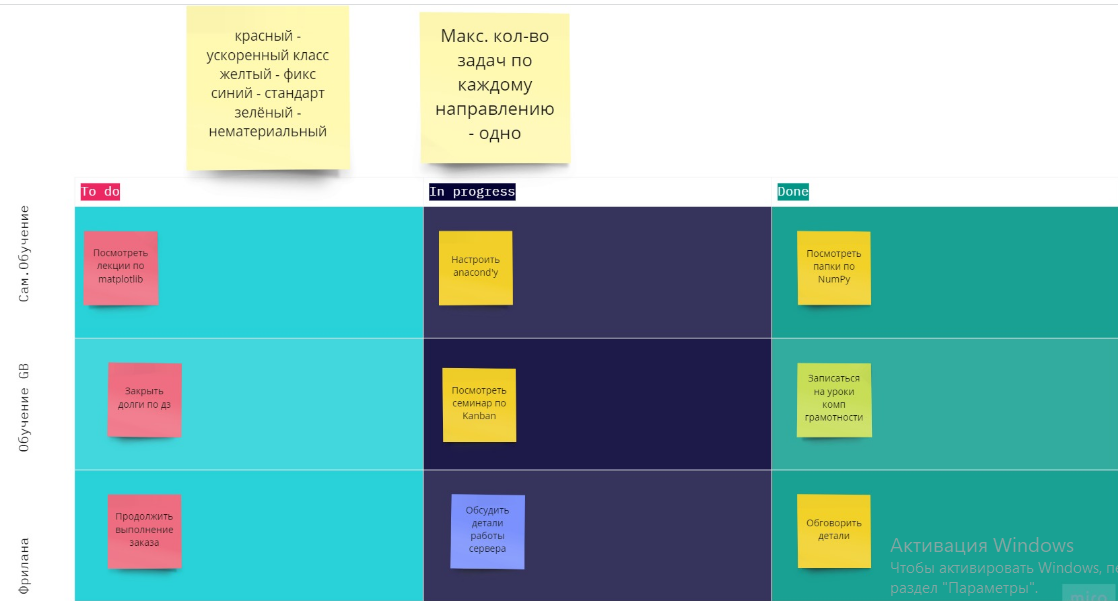 красный -
ускоренный класс
желтый - фикс
синий - стандарт
зелёный -
нематериальный
Макс. кол-во
задач по
каждому
направлению
- одно
To do
In progress
Done
Сам.Обучение
Посмотреть
лекции по
matplotlib
Настроить
anacond'у
Посмотреть
папки по
NumPy
Обучение GB
Закрыть
долги по дз
Посмотреть
семинар по
Kanban
Записаться
на уроки
комп
грамотности
Фрилана
Продолжить
выполнение
заказа
Обсудить
детали
работы
сервера
Обговорить
детали
Активация Windows
Чтобы активировать Windows, пе
раздел "Параметры".
miro